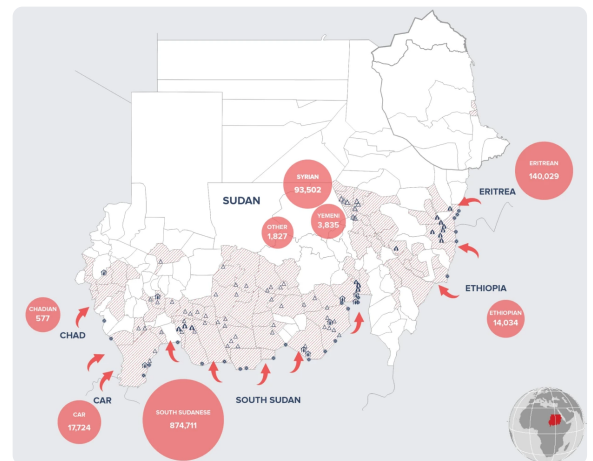 ERITREAN
140,029
SYRIAN
93,502
ERITREA
SUDAN
YEMENI
3,835
OTHER
1,827
ETHIOPIA
CHADIAN
577
ETHIOPIAN
14,034
CHAD
CAR
SOUTH SUDAN
CAR
17,724
SOUTH SUDANESE
874,711